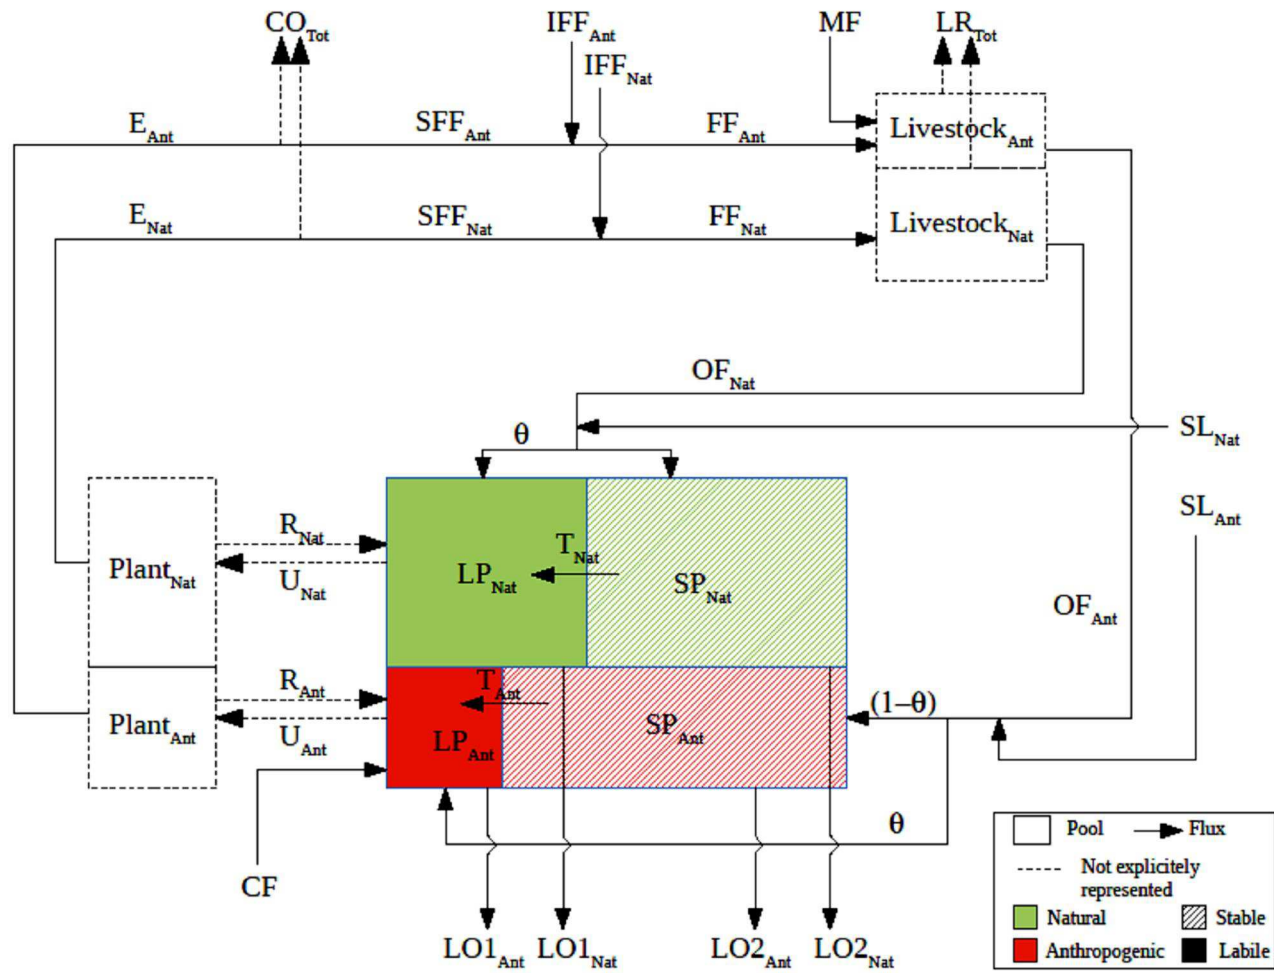 CO_Tot IFF_Ant MF LR_Tot
IFF_Nat
E_Ant SFF_Ant FF_Ant Livestock_Ant
E_Nat SFF_Nat FF_Nat Livestock_Nat
OF_Nat
θ SL_Nat
SL_Ant
R_Nat
T_Nat
Plant_Nat LP_Nat SP_Nat
U_Nat
OF_Ant
R_Ant T_Ant
(1–θ)
Plant_Ant LP_Ant SP_Ant
U_Ant
θ
CF
LO1_Ant LO1_Nat LO2_Ant LO2_Nat
Pool Flux
Not explicitely
represented
Natural Stable
Anthropogenic Labile